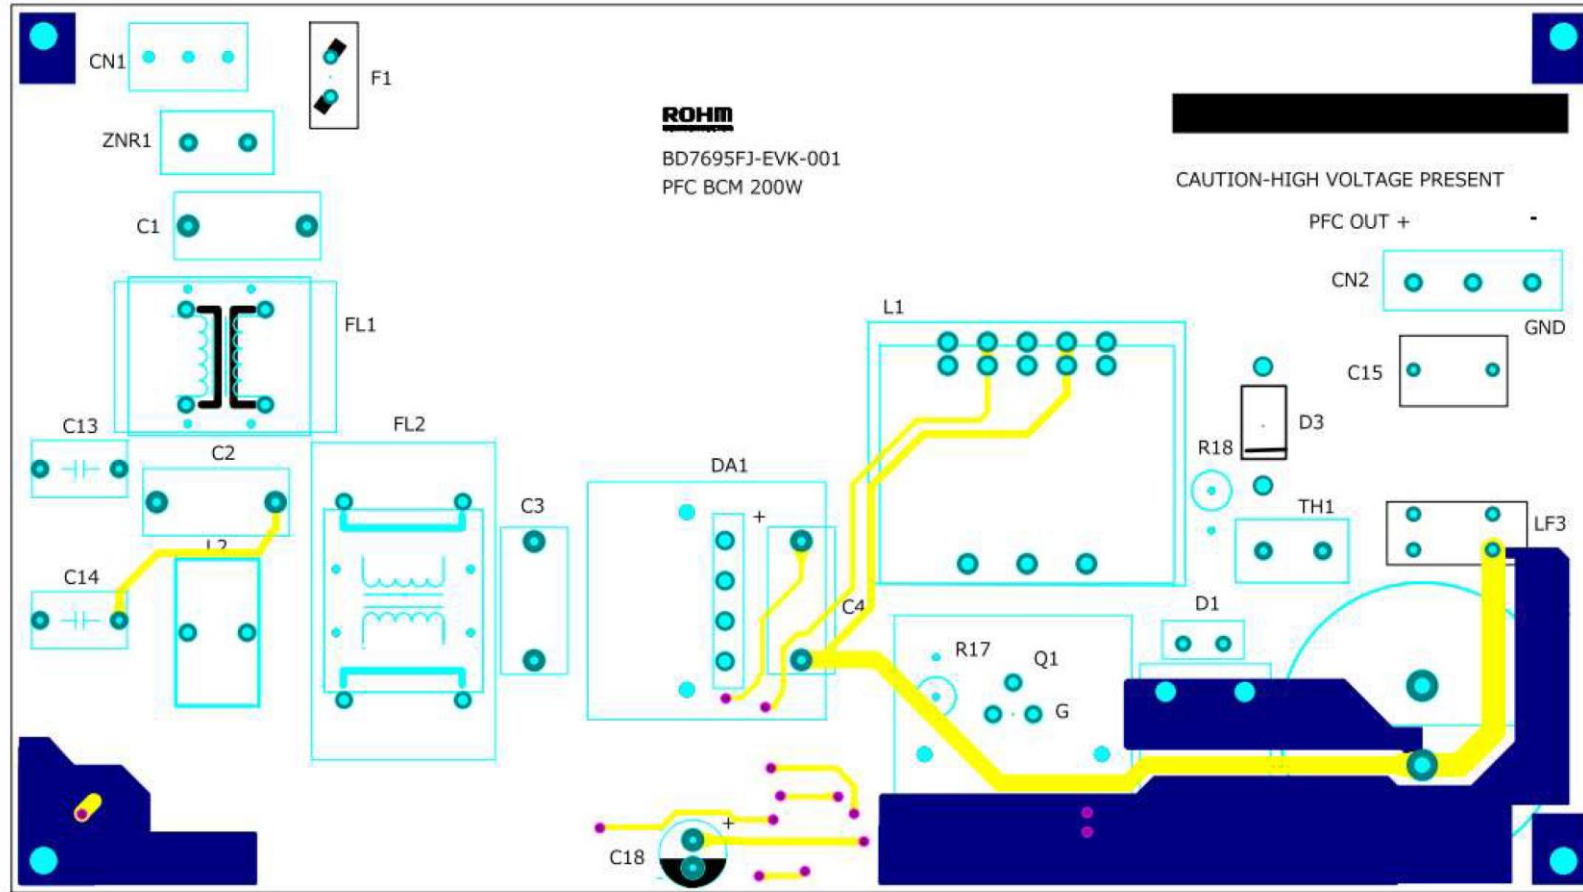 CN1
F1
ZNR1
ROHM
BD7695FJ-EVK-001
PFC BCM 200W
CAUTION-HIGH VOLTAGE PRESENT
C1
PFC OUT + -
CN2
L1
FL1
GND
C15
C13
FL2
D3
C2
R18
DA1
C3
TH1
+
LF3
L2
C14
C4
D1
R17
Q1
G
+
C18
-